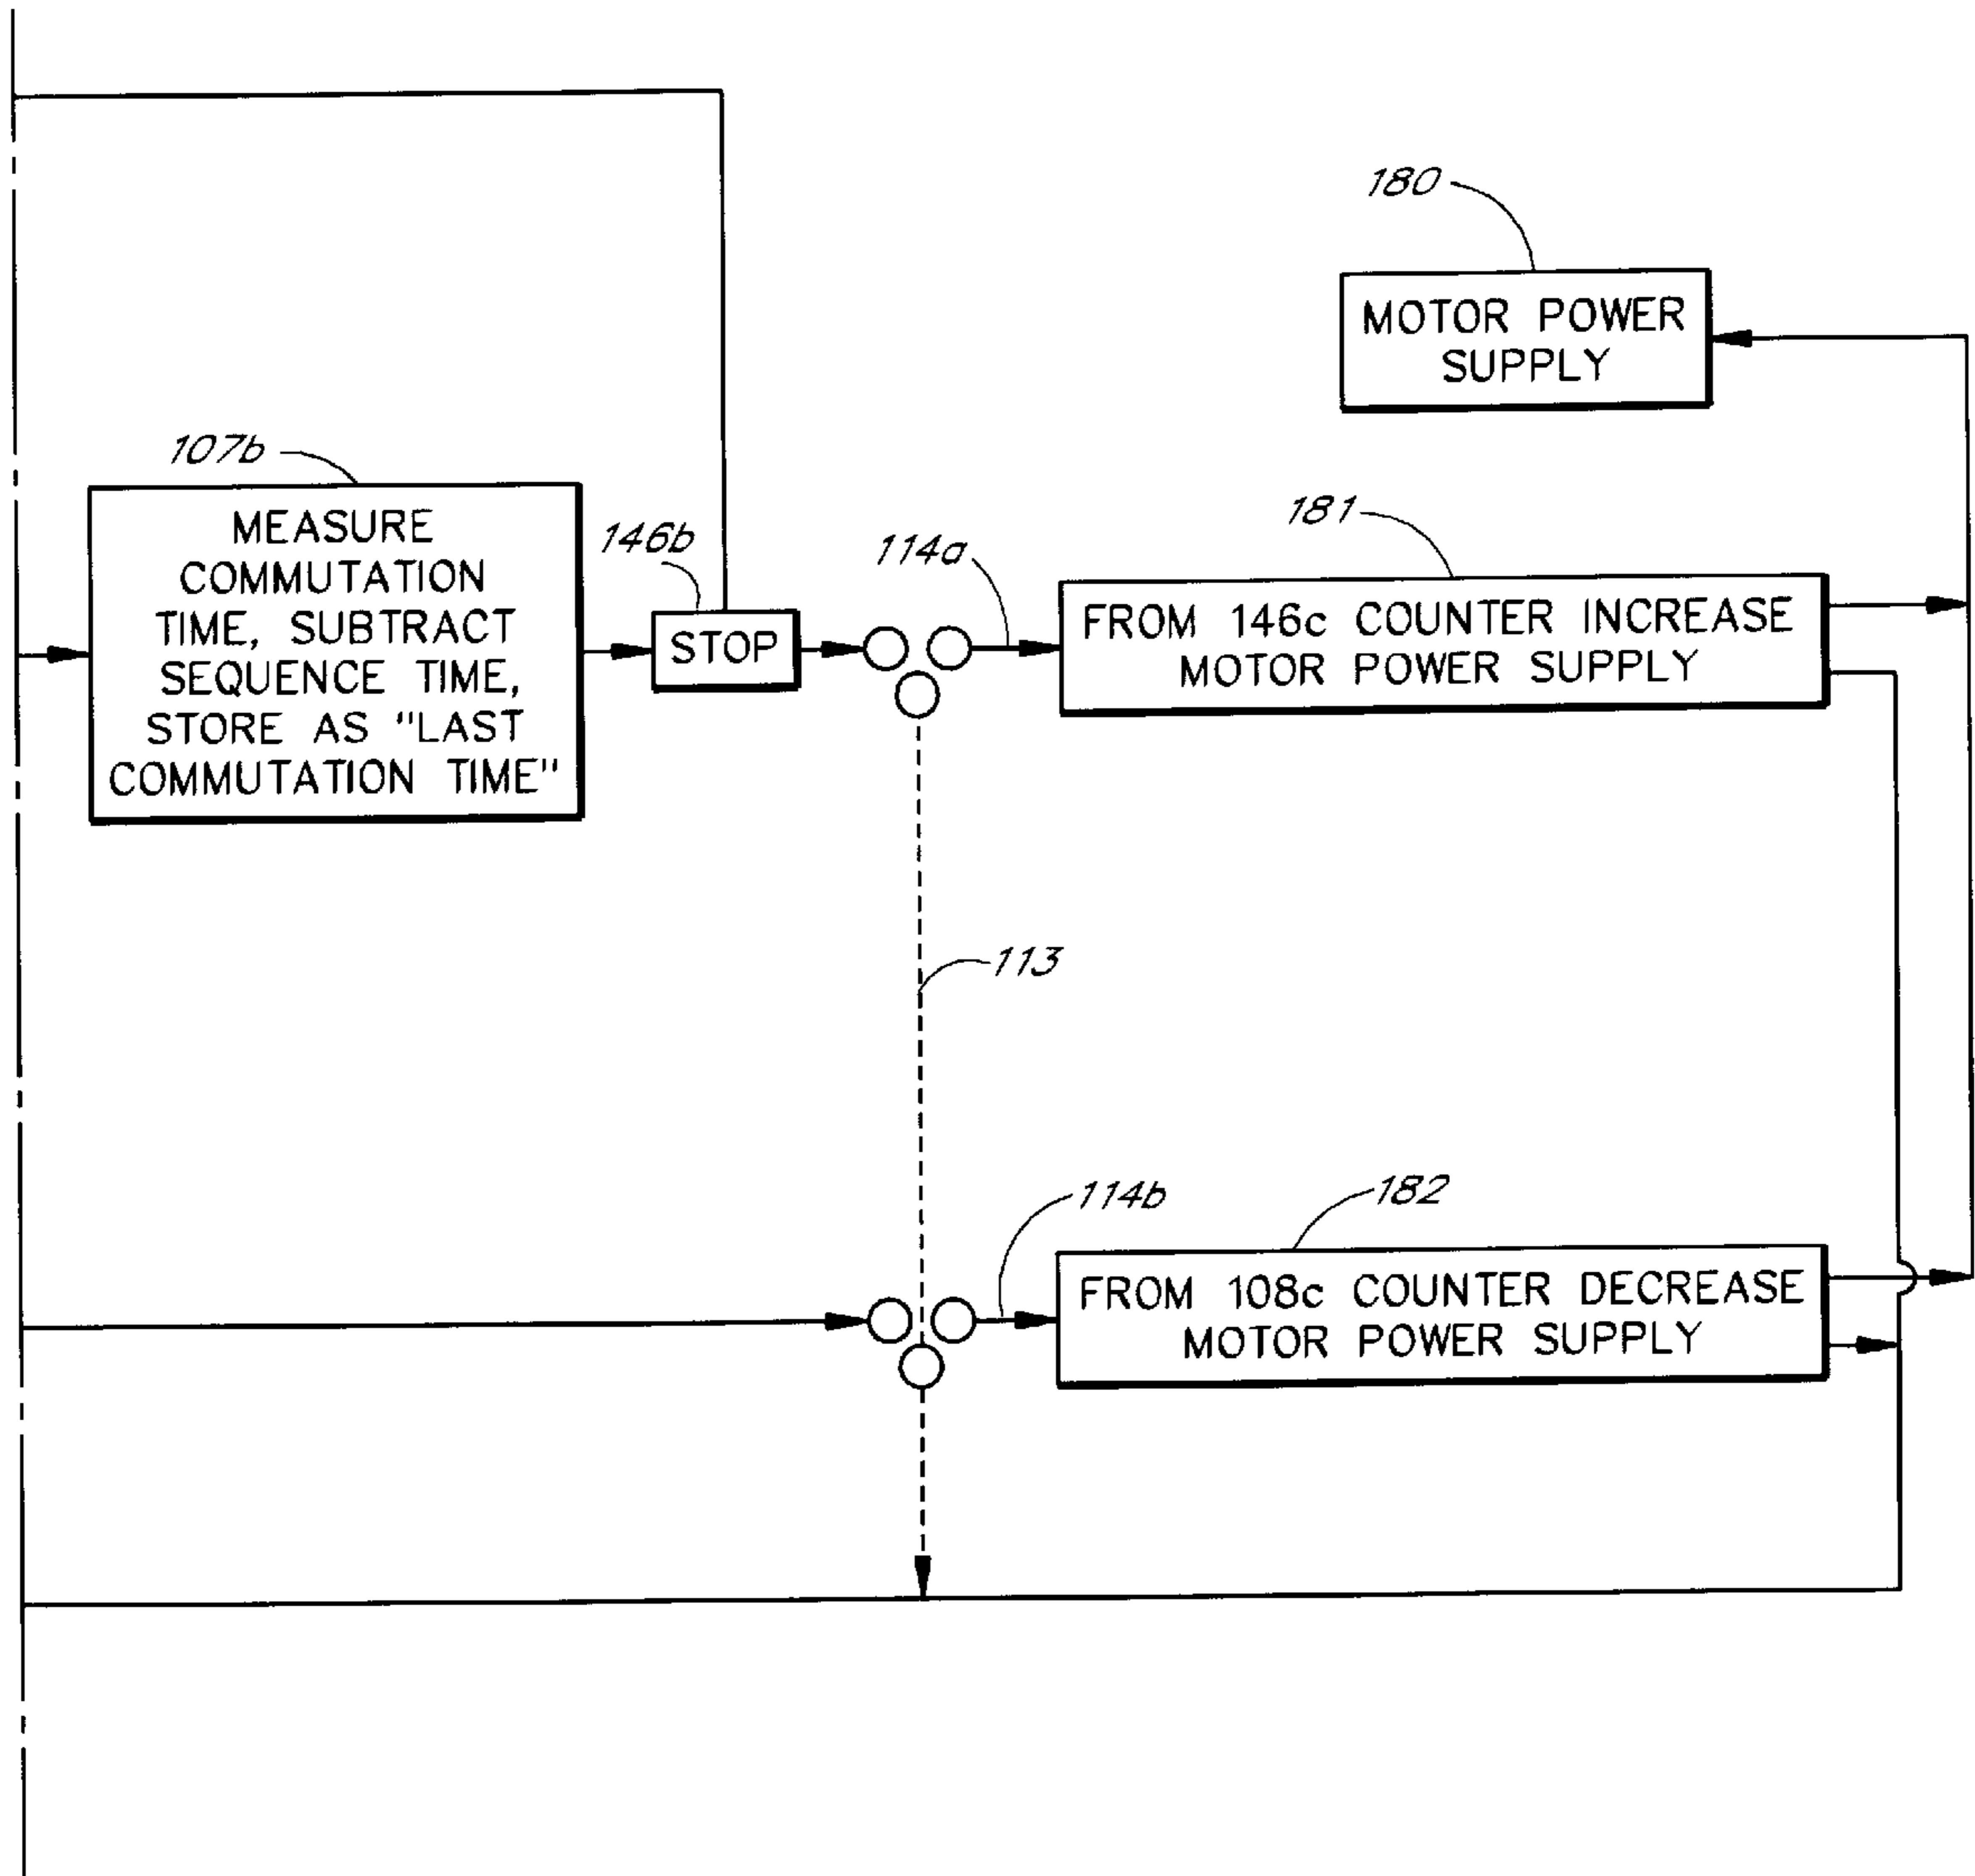 180
MOTOR POWER
SUPPLY
107b
MEASURE
COMMUTATION
TIME, SUBTRACT
SEQUENCE TIME,
STORE AS "LAST
COMMUTATION TIME"
146b
STOP
114a
181
FROM 146c COUNTER INCREASE
MOTOR POWER SUPPLY
113
114b
182
FROM 108c COUNTER DECREASE
MOTOR POWER SUPPLY